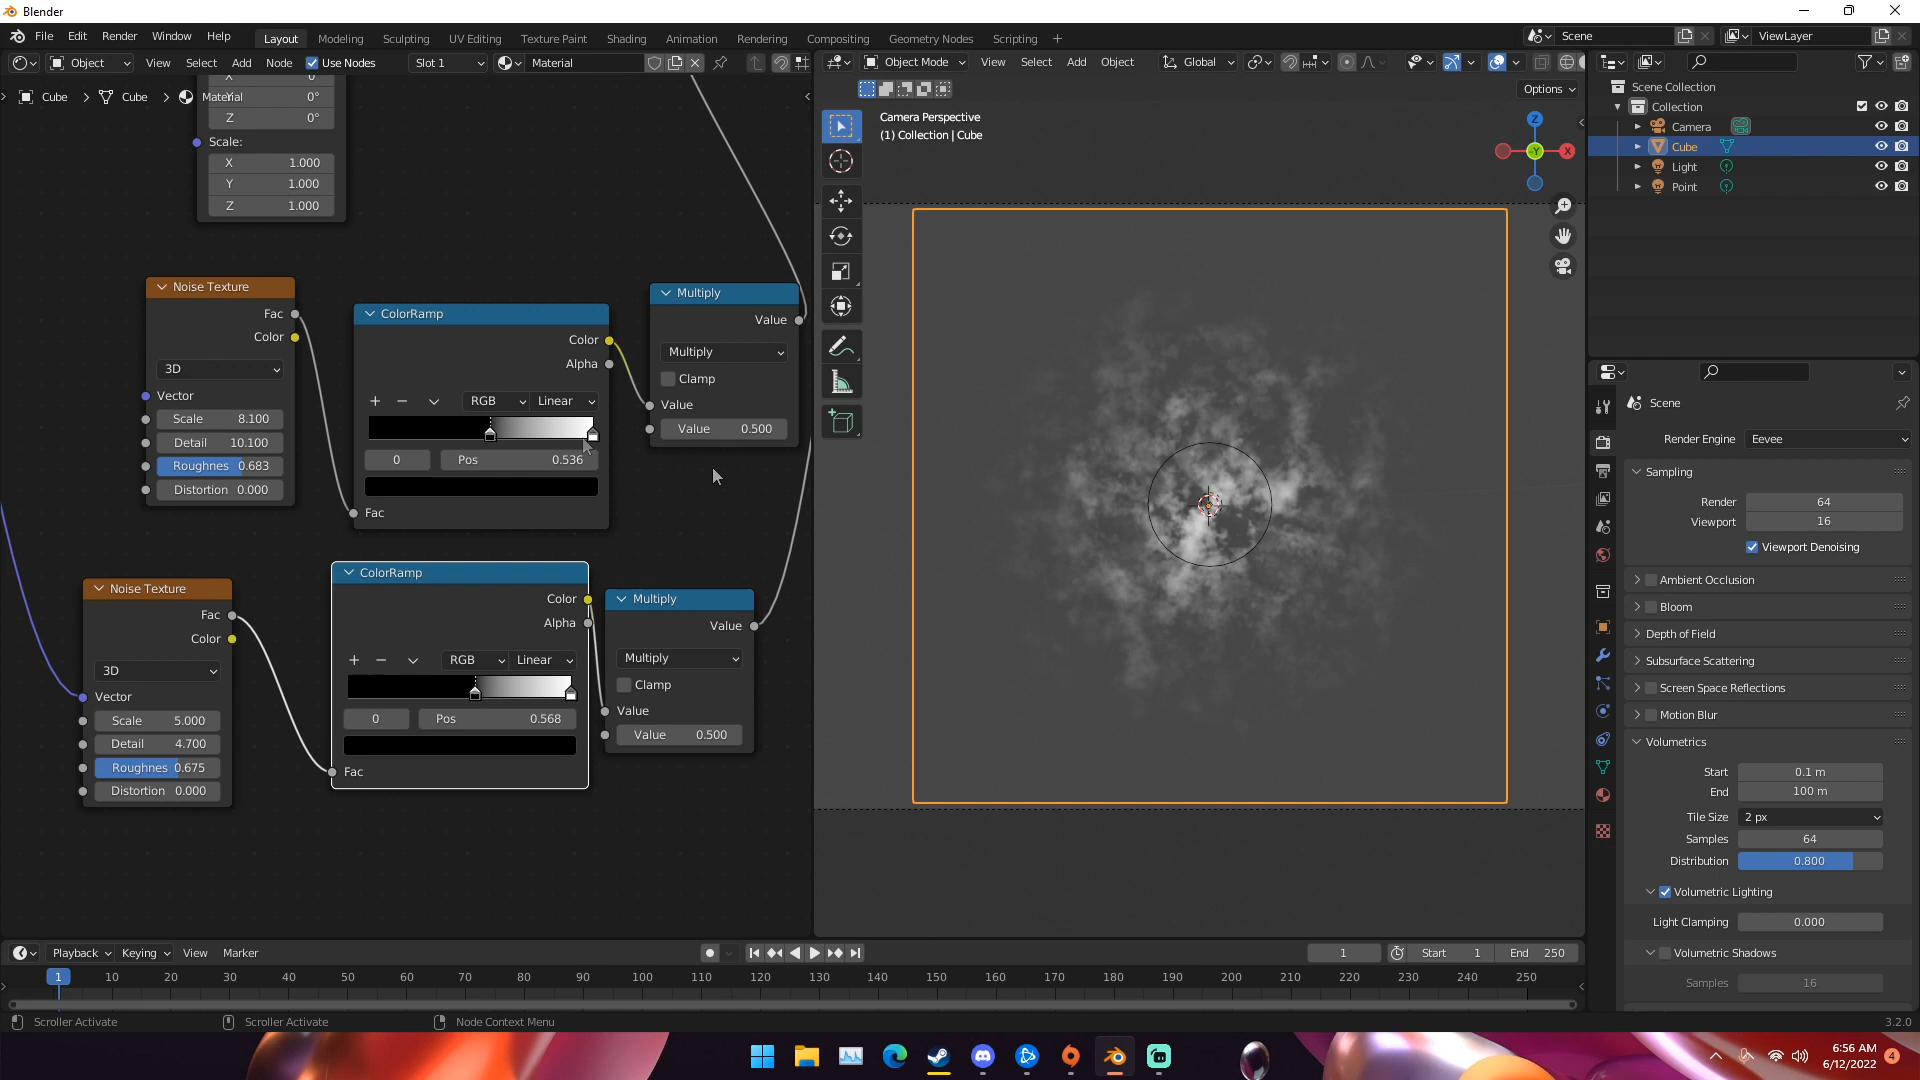 Blender
File Edit Render Window Help
Layout Modeling Sculpting UV Editing Texture Paint Shading Animation Rendering Compositing Geometry Nodes Scripting +
Scene
ViewLayer
Object View Select Add Node Use Nodes Slot 1 Material
Object Mode View Select Add Object Global
Options
Cube > Cube > Material
X 0°
Y 0°
Z 0°
Scale:
X 1.000
Y 1.000
Z 1.000
Noise Texture
Fac
Color
3D
Vector
Scale 8.100
Detail 10.100
Roughnes 0.683
Distortion 0.000
ColorRamp
Color
Alpha
RGB Linear
0 Pos 0.536
Fac
Multiply
Value
Multiply
Clamp
Value
Value 0.500
Noise Texture
Fac
Color
3D
Vector
Scale 5.000
Detail 4.700
Roughnes 0.675
Distortion 0.000
ColorRamp
Color
Alpha
RGB Linear
0 Pos 0.568
Fac
Multiply
Value
Multiply
Clamp
Value
Value 0.500
Camera Perspective
(1) Collection | Cube
Z
-Y
X
Scene Collection
Collection
Camera
Cube
Light
Point
Scene
Render Engine Eevee
Sampling
Render 64
Viewport 16
Viewport Denoising
Ambient Occlusion
Bloom
Depth of Field
Subsurface Scattering
Screen Space Reflections
Motion Blur
Volumetrics
Start 0.1 m
End 100 m
Tile Size 2 px
Samples 64
Distribution 0.800
Volumetric Lighting
Light Clamping 0.000
Volumetric Shadows
Samples 16
Playback Keying View Marker
1 Start 1 End 250
1 10 20 30 40 50 60 70 80 90 100 110 120 130 140 150 160 170 180 190 200 210 220 230 240 250
Scroller Activate Scroller Activate Node Context Menu
3.2.0
6:56 AM
6/12/2022
4